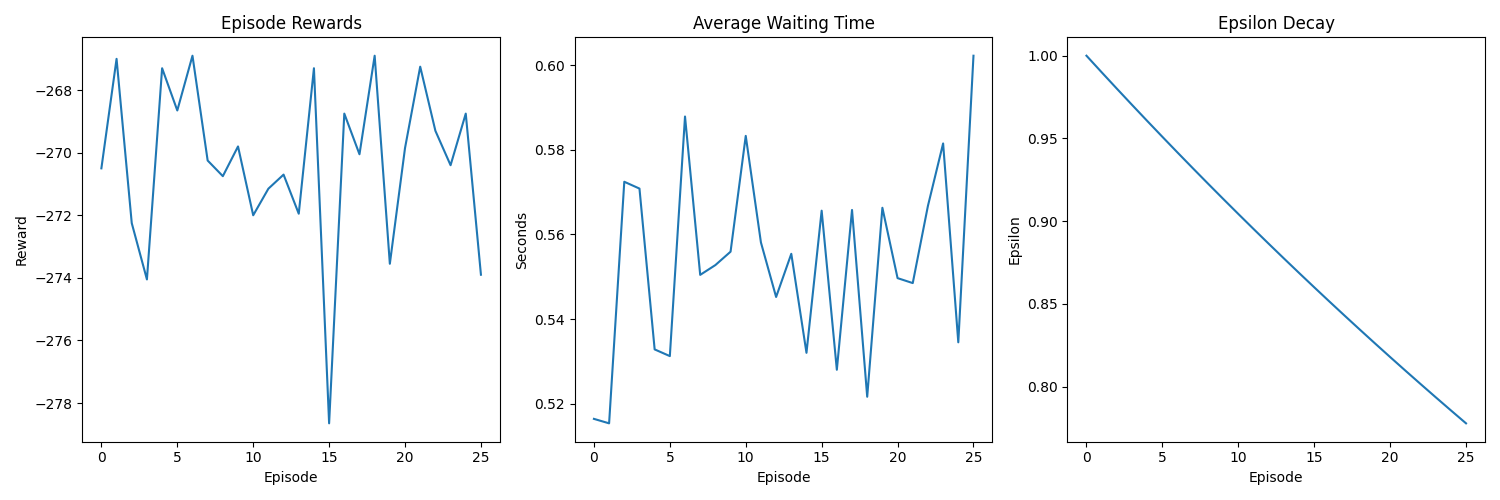 Episode Rewards
Reward
−268
−270
−272
−274
−276
−278
0 5 10 15 20 25
Episode
Average Waiting Time
Seconds
0.60
0.58
0.56
0.54
0.52
0 5 10 15 20 25
Episode
Epsilon Decay
Epsilon
1.00
0.95
0.90
0.85
0.80
0 5 10 15 20 25
Episode